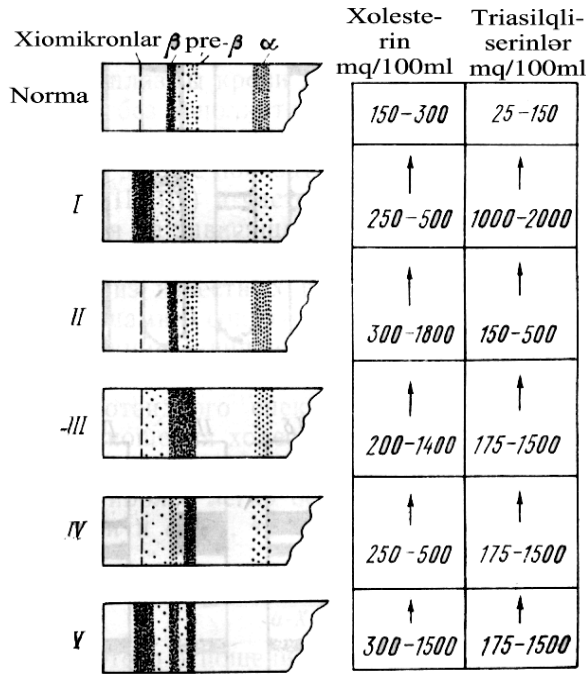 Xiomikronlar β pre-β α
Xoleste-
rin
mq/100ml
Triasilqli-
serinlər
mq/100ml
Norma
150-300
25-150
I
250-500
1000-2000
II
300-1800
150-500
III
200-1400
175-1500
IV
250-500
175-1500
V
300-1500
175-1500